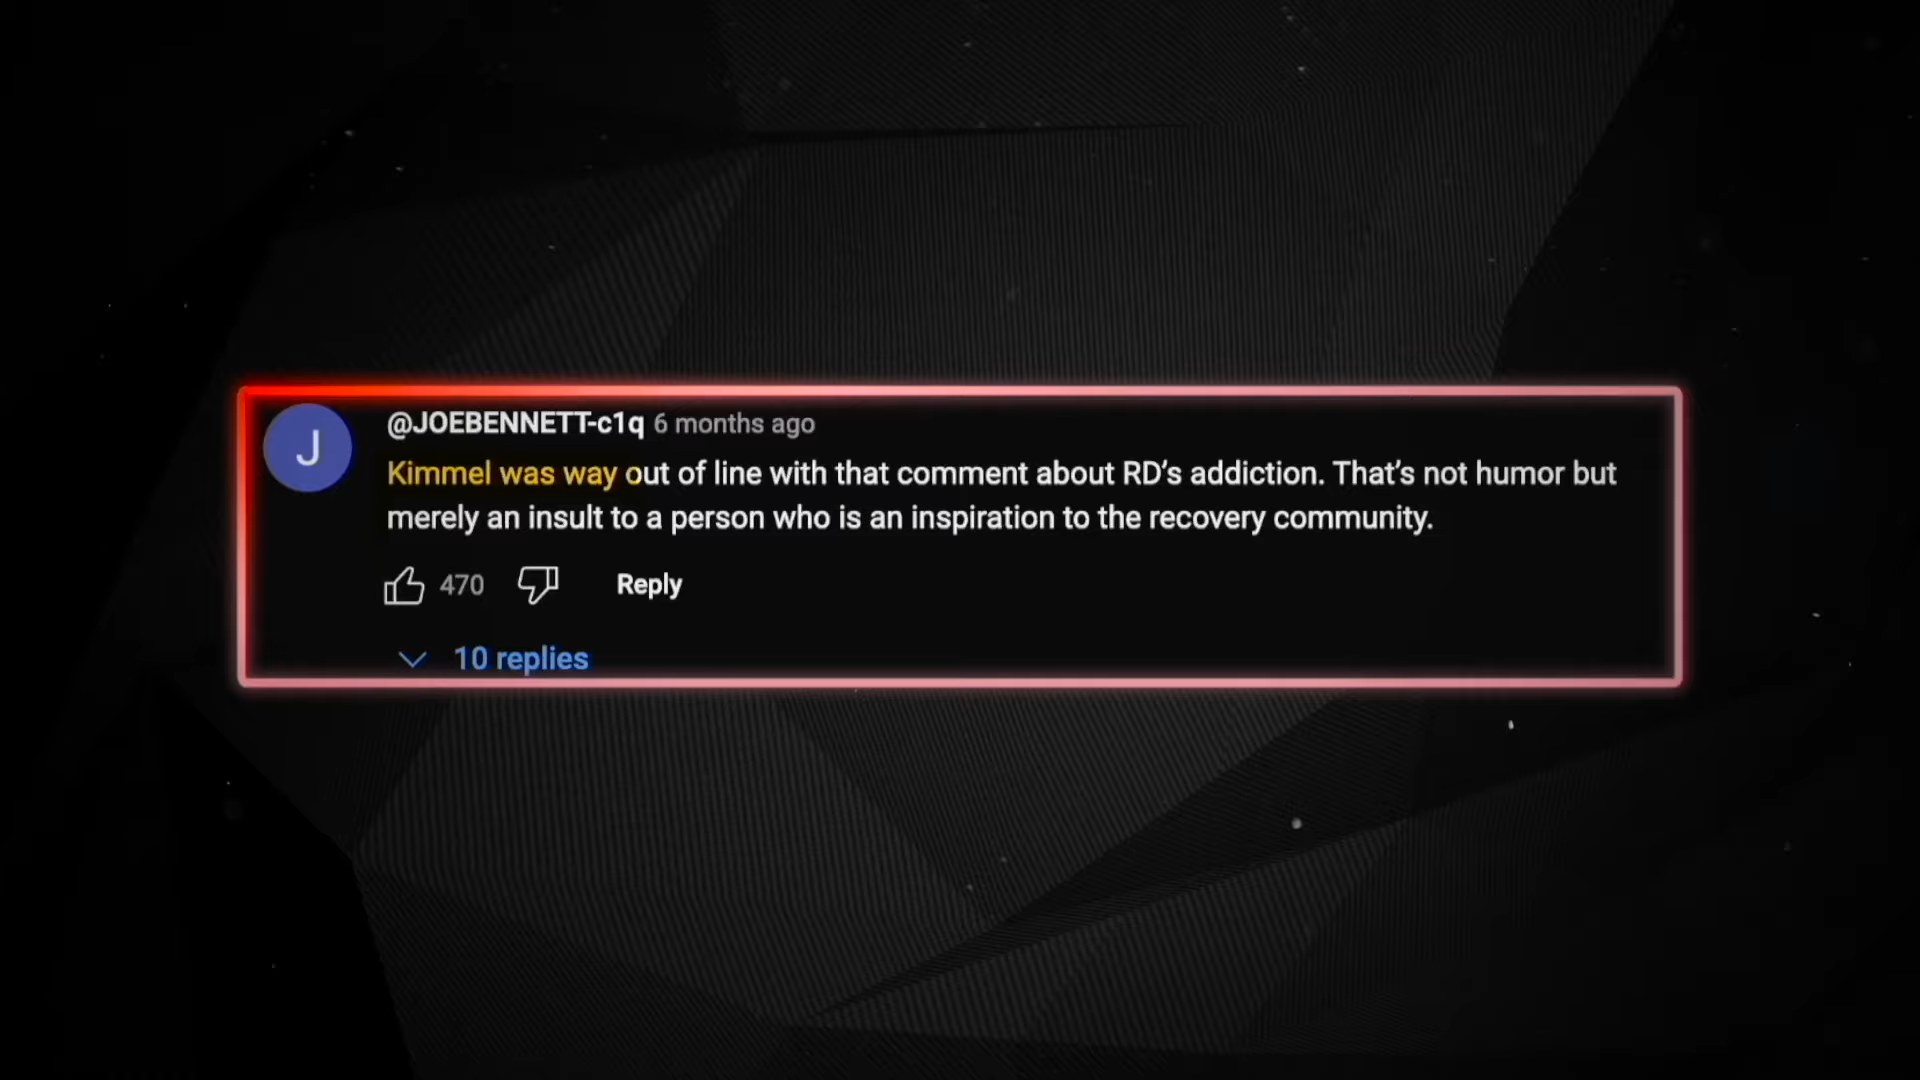 J
@JOEBENNETT-c1q 6 months ago
Kimmel was way out of line with that comment about RD's addiction. That's not humor but
merely an insult to a person who is an inspiration to the recovery community.
470 Reply
10 replies